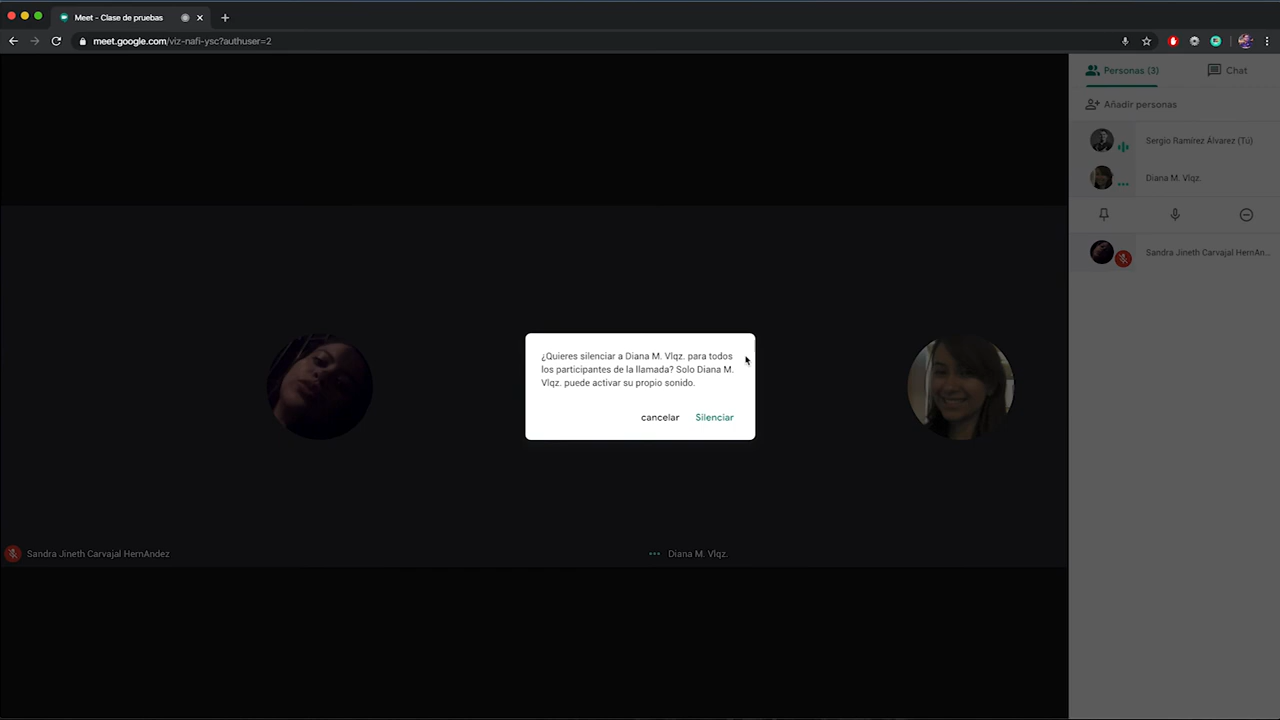 Meet - Clase de pruebas
meet.google.com/viz-nafi-ysc?authuser=2
Personas (3)
Chat
Añadir personas
Sergio Ramírez Álvarez (Tú)
Diana M. Vlqz.
Sandra Jineth Carvajal HernAn...
¿Quieres silenciar a Diana M. Vlqz. para todos
los participantes de la llamada? Solo Diana M.
Vlqz. puede activar su propio sonido.
cancelar Silenciar
Sandra Jineth Carvajal HernAndez
Diana M. Vlqz.